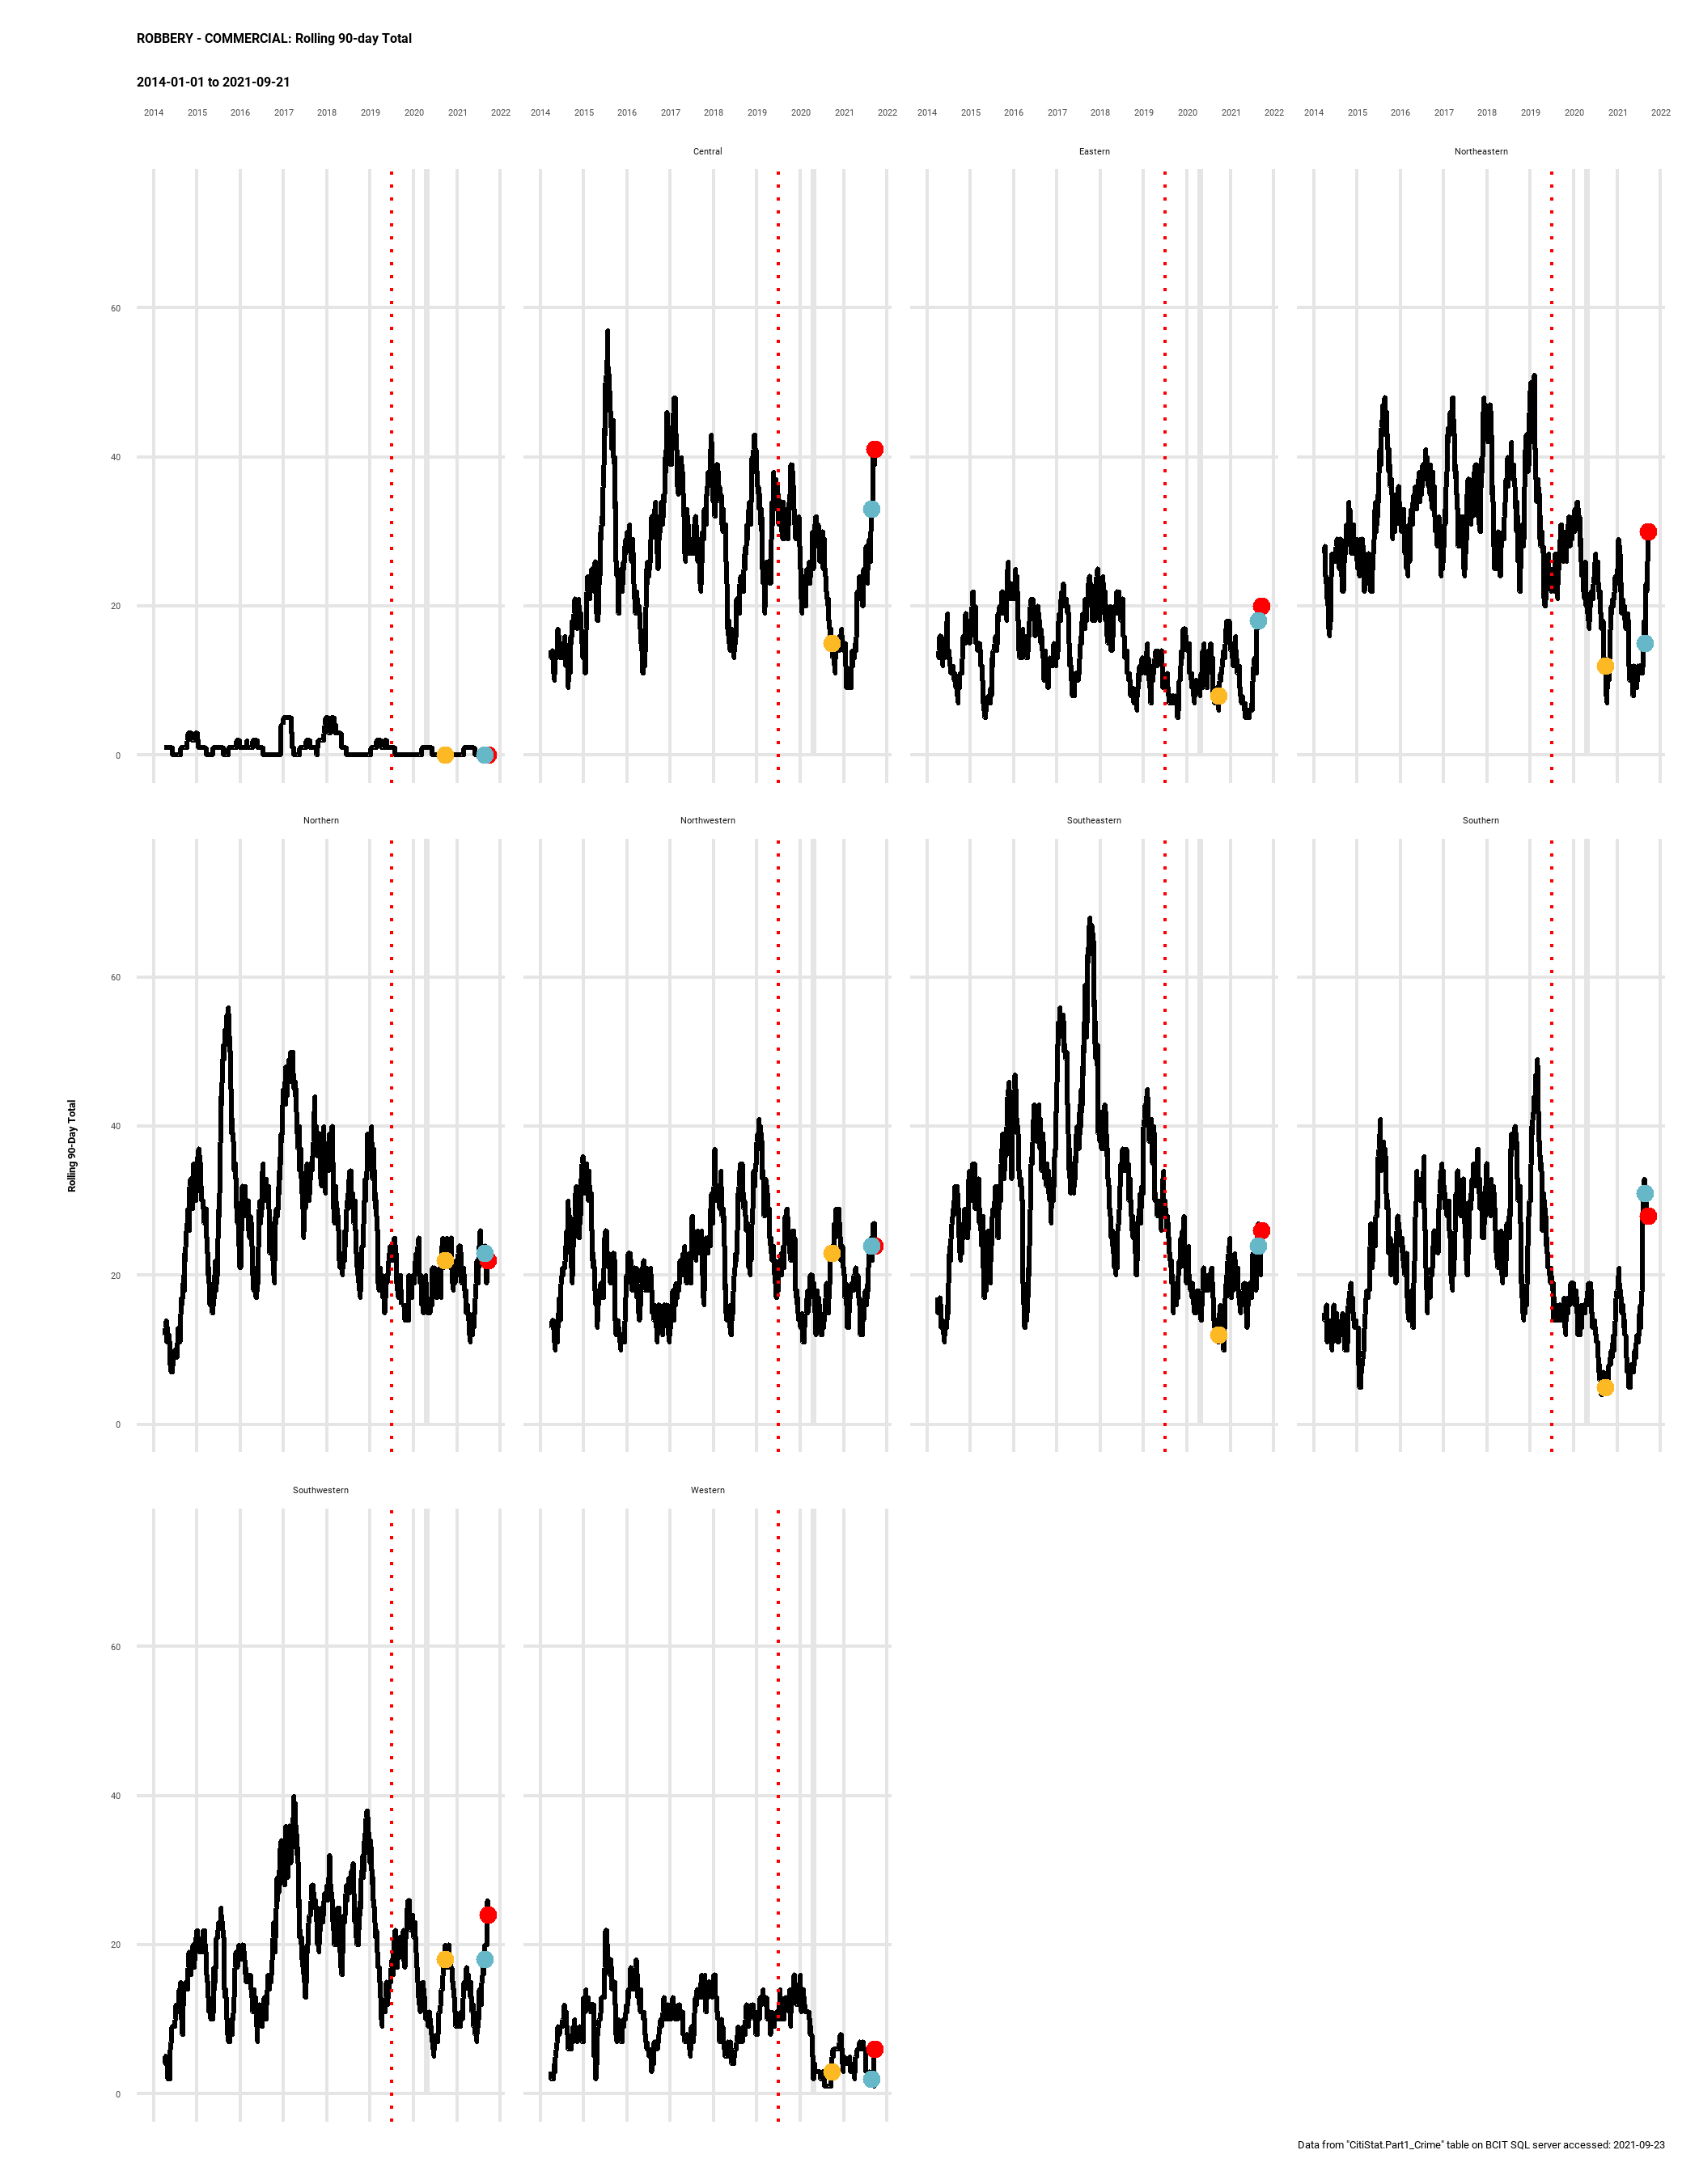 ROBBERY - COMMERCIAL: Rolling 90-day Total
2014-01-01 to 2021-09-21
2014 2015 2016 2017 2018 2019 2020 2021 2022 2014 2015 2016 2017 2018 2019 2020 2021 2022 2014 2015 2016 2017 2018 2019 2020 2021 2022 2014 2015 2016 2017 2018 2019 2020 2021 2022
Central Eastern Northeastern
60
40
20
0
Northern Northwestern Southeastern Southern
60
40
20
0
Rolling 90-Day Total
Southwestern Western
60
40
20
0
Data from "CitiStat.Part1_Crime" table on BCIT SQL server accessed: 2021-09-23